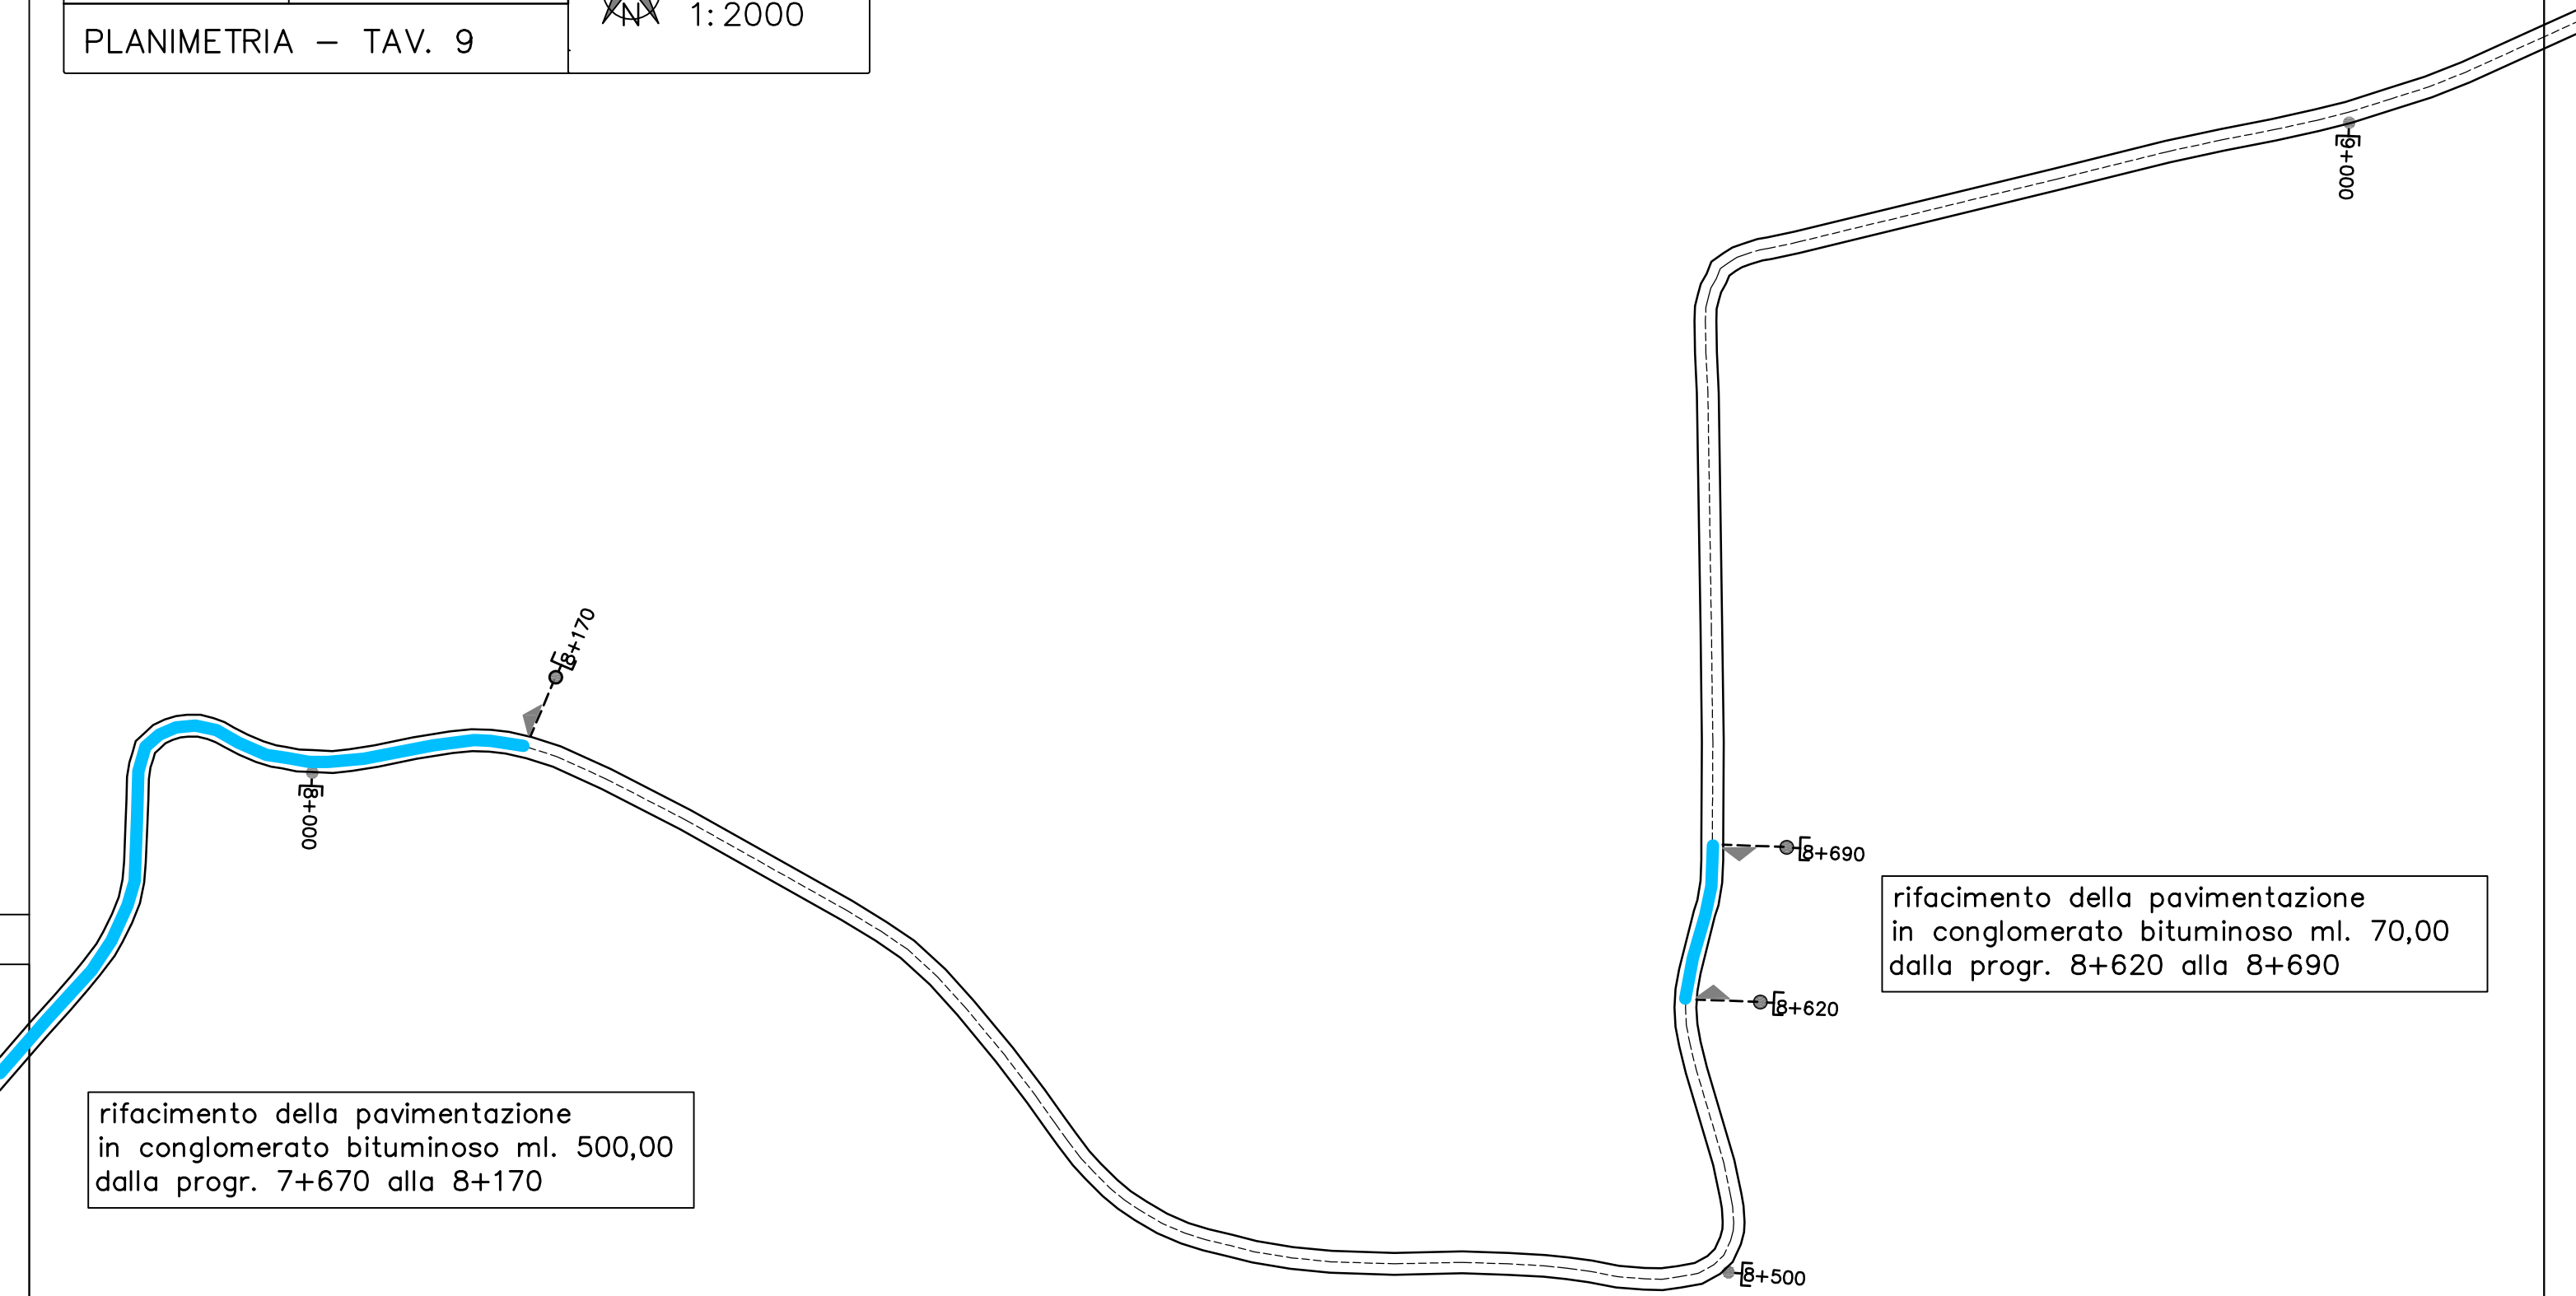 N
1:2000
PLANIMETRIA – TAV. 9
9+000
8+170
8+000
8+690
rifacimento della pavimentazione
in conglomerato bituminoso ml. 70,00
dalla progr. 8+620 alla 8+690
8+620
rifacimento della pavimentazione
in conglomerato bituminoso ml. 500,00
dalla progr. 7+670 alla 8+170
8+500